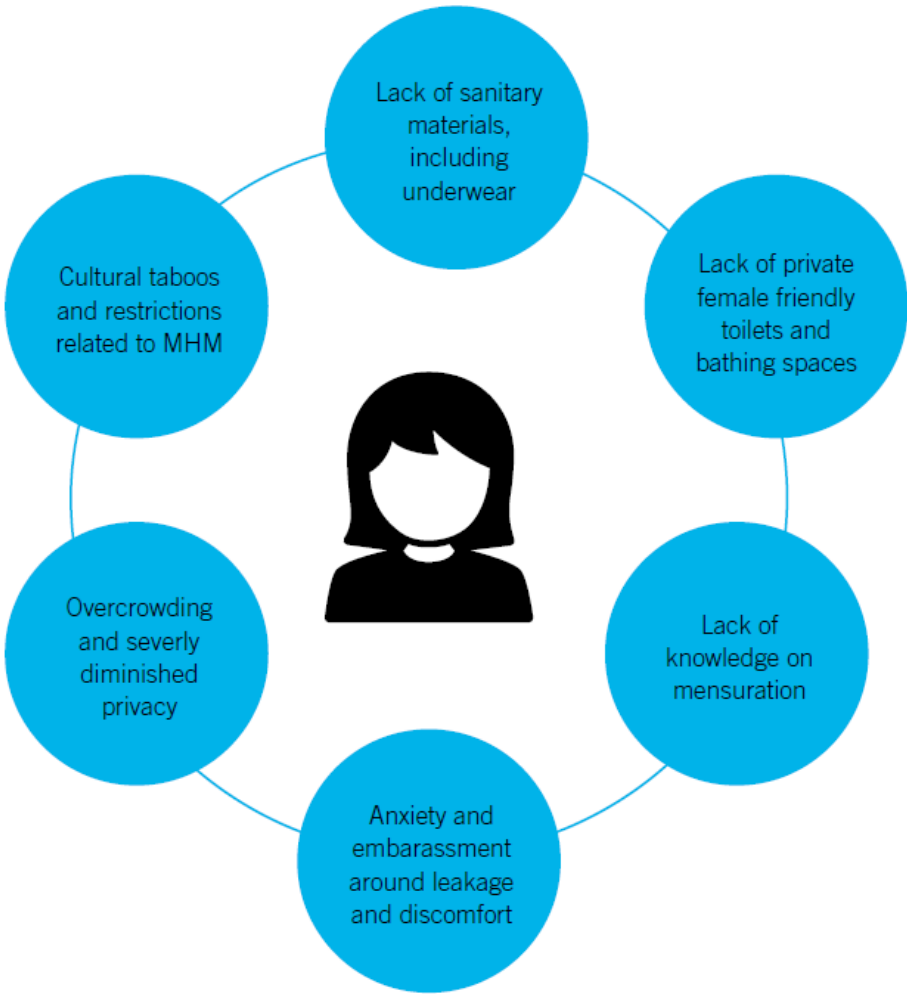 Lack of sanitary
materials,
including
underwear
Lack of private
female friendly
toilets and
bathing spaces
Lack of
knowledge on
mensuration
Anxiety and
embarassment
around leakage
and discomfort
Overcrowding
and severly
diminished
privacy
Cultural taboos
and restrictions
related to MHM